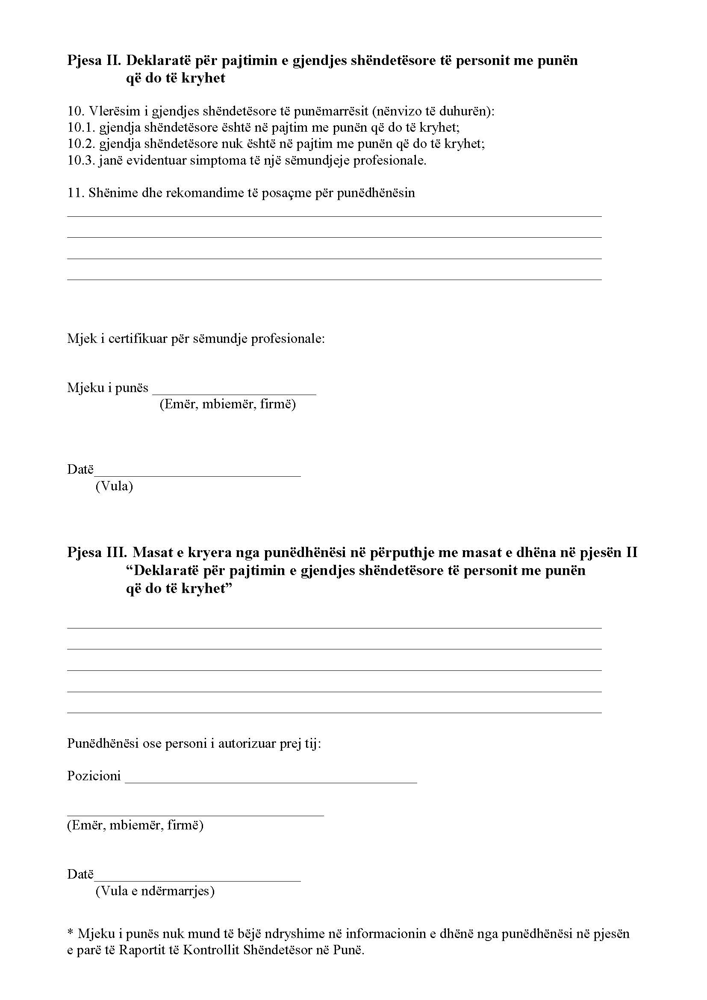 Pjesa II. Deklaratë për pajtimin e gjendjes shëndetësore të personit me punën
që do të kryhet
10. Vlerësim i gjendjes shëndetësore të punëmarrësit (nënvizo të duhurën):
10.1. gjendja shëndetësore është në pajtim me punën që do të kryhet;
10.2. gjendja shëndetësore nuk është në pajtim me punën që do të kryhet;
10.3. janë evidentuar simptoma të një sëmundjeje profesionale.
11. Shënime dhe rekomandime të posaçme për punëdhënësin
Mjek i certifikuar për sëmundje profesionale:
Mjeku i punës
(Emër, mbiemër, firmë)
Datë
(Vula)
Pjesa III. Masat e kryera nga punëdhënësi në përputhje me masat e dhëna në pjesën II
“Deklaratë për pajtimin e gjendjes shëndetësore të personit me punën
që do të kryhet”
Punëdhënësi ose personi i autorizuar prej tij:
Pozicioni
(Emër, mbiemër, firmë)
Datë
(Vula e ndërmarrjes)
* Mjeku i punës nuk mund të bëjë ndryshime në informacionin e dhënë nga punëdhënësi në pjesën
e parë të Raportit të Kontrollit Shëndetësor në Punë.